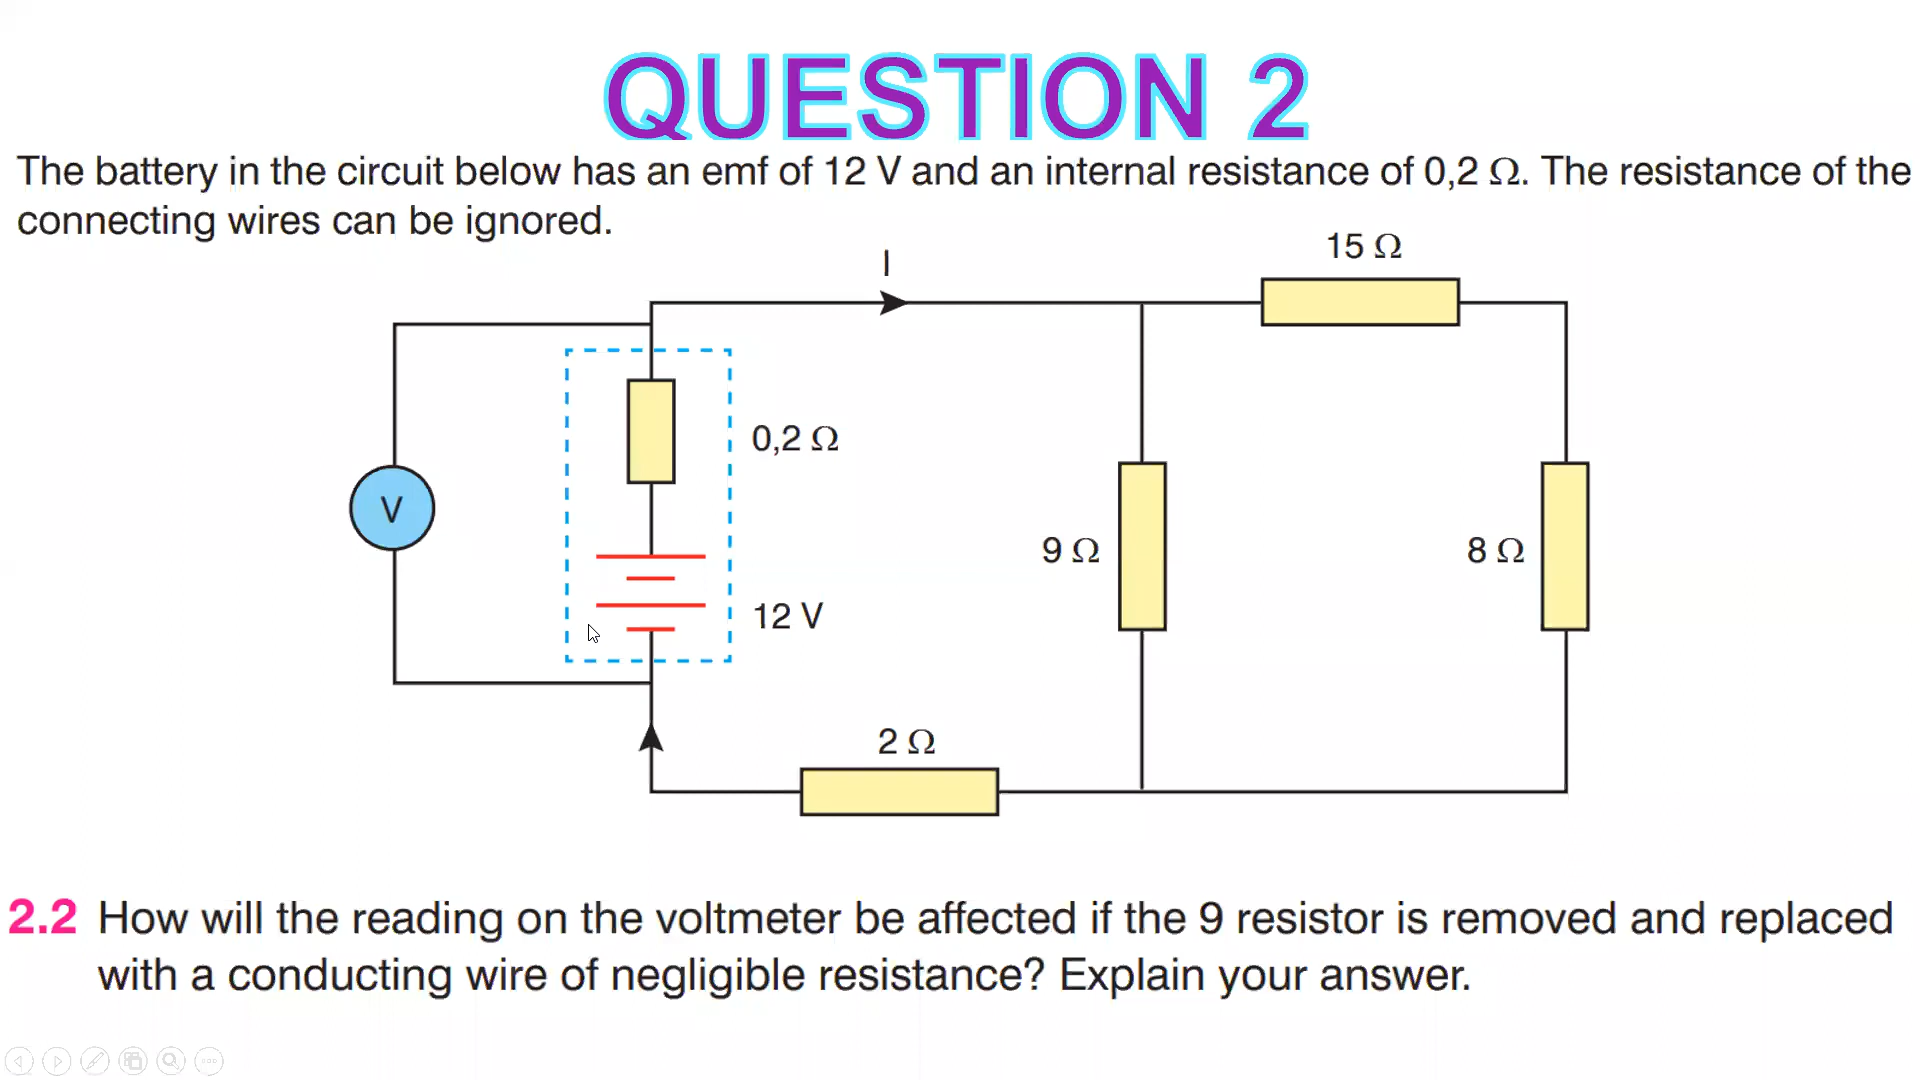 QUESTION 2
The battery in the circuit below has an emf of 12 V and an internal resistance of 0,2 Ω. The resistance of the
connecting wires can be ignored.
I
15 Ω
0,2 Ω
V
9 Ω
8 Ω
12 V
2 Ω
2.2 How will the reading on the voltmeter be affected if the 9 resistor is removed and replaced
with a conducting wire of negligible resistance? Explain your answer.